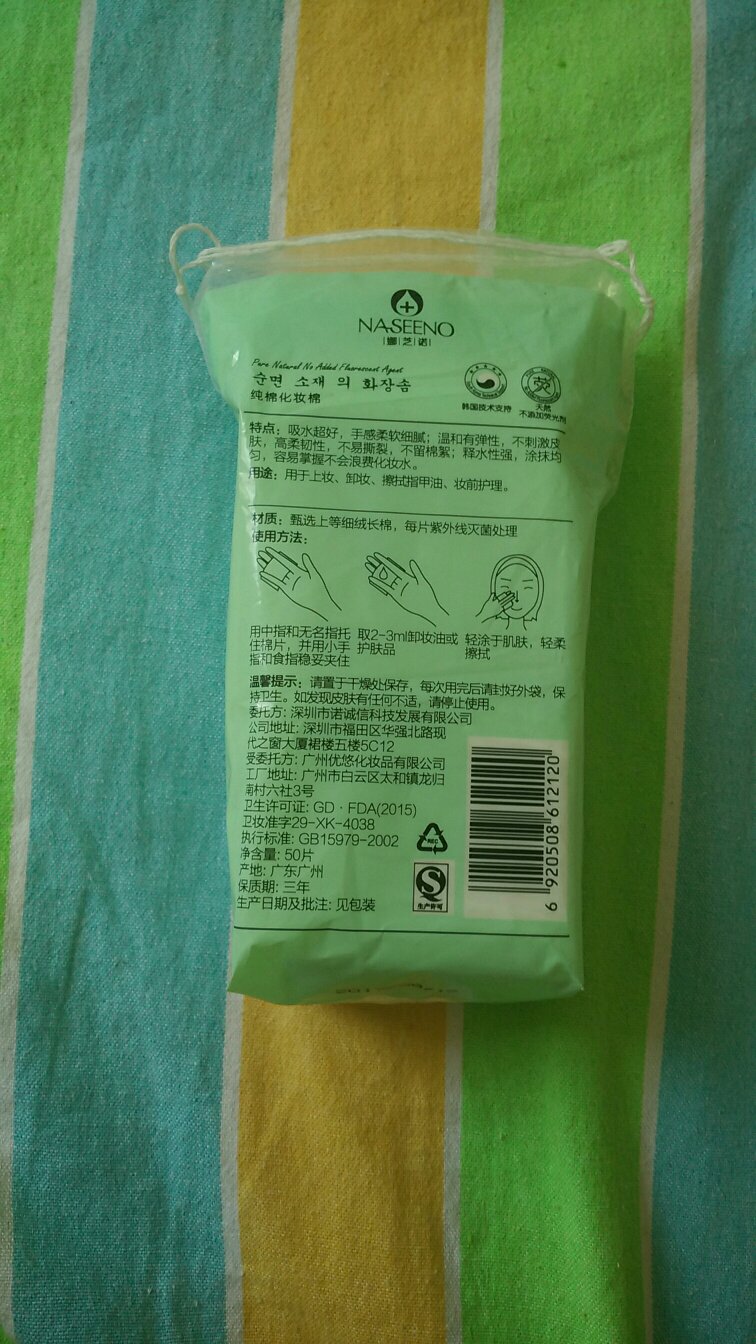 NASEENO
娜芝诺
Pure Natural No Added Fluorescent Agent
순면 소재 의 화장솜
纯棉化妆棉
韩国技术支持
荧
天然
不添加荧光剂
特点：吸水超好，手感柔软细腻；温和有弹性，不刺激皮
肤，高柔韧性，不易撕裂，不留棉絮；释水性强，涂抹均
匀，容易掌握不会浪费化妆水。
用途：用于上妆、卸妆、擦拭指甲油、妆前护理。
材质：甄选上等细绒长棉，每片紫外线灭菌处理
使用方法：
用中指和无名指托
住棉片，并用小手
指和食指稳妥夹住
取2-3ml卸妆油或
护肤品
轻涂于肌肤，轻柔
擦拭
温馨提示：请置于干燥处保存，每次用完后请封好外袋，保
持卫生。如发现皮肤有任何不适，请停止使用。
委托方: 深圳市诺诚信科技发展有限公司
公司地址: 深圳市福田区华强北路现
代之窗大厦裙楼五楼5C12
受委托方: 广州优悠化妆品有限公司
工厂地址: 广州市白云区太和镇龙归
南村六社3号
卫生许可证: GD·FDA(2015)
卫妆准字29-XK-4038
执行标准: GB15979-2002
净含量: 50片
产地: 广东广州
保质期: 三年
生产日期及批注: 见包装
REC
生产许可
6 920508 612120